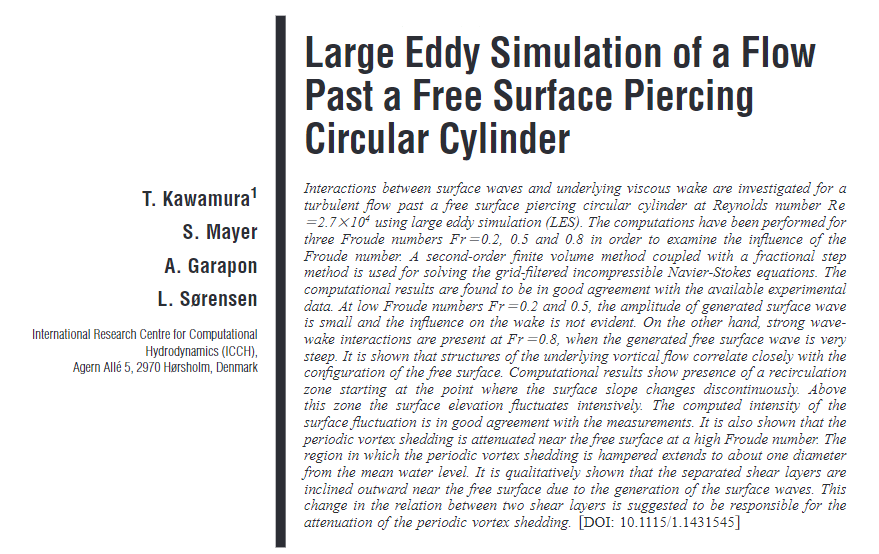 Large Eddy Simulation of a Flow
Past a Free Surface Piercing
Circular Cylinder
T. Kawamura1
S. Mayer
A. Garapon
L. Sørensen
International Research Centre for Computational
Hydrodynamics (ICCH),
Agern Allé 5, 2970 Hørsholm, Denmark
Interactions between surface waves and underlying viscous wake are investigated for a
turbulent flow past a free surface piercing circular cylinder at Reynolds number Re
=2.7×10⁴ using large eddy simulation (LES). The computations have been performed for
three Froude numbers Fr=0.2, 0.5 and 0.8 in order to examine the influence of the
Froude number. A second-order finite volume method coupled with a fractional step
method is used for solving the grid-filtered incompressible Navier-Stokes equations. The
computational results are found to be in good agreement with the available experimental
data. At low Froude numbers Fr=0.2 and 0.5, the amplitude of generated surface wave
is small and the influence on the wake is not evident. On the other hand, strong wave-
wake interactions are present at Fr=0.8, when the generated free surface wave is very
steep. It is shown that structures of the underlying vortical flow correlate closely with the
configuration of the free surface. Computational results show presence of a recirculation
zone starting at the point where the surface slope changes discontinuously. Above
this zone the surface elevation fluctuates intensively. The computed intensity of the
surface fluctuation is in good agreement with the measurements. It is also shown that the
periodic vortex shedding is attenuated near the free surface at a high Froude number. The
region in which the periodic vortex shedding is hampered extends to about one diameter
from the mean water level. It is qualitatively shown that the separated shear layers are
inclined outward near the free surface due to the generation of the surface waves. This
change in the relation between two shear layers is suggested to be responsible for the
attenuation of the periodic vortex shedding. [DOI: 10.1115/1.1431545]